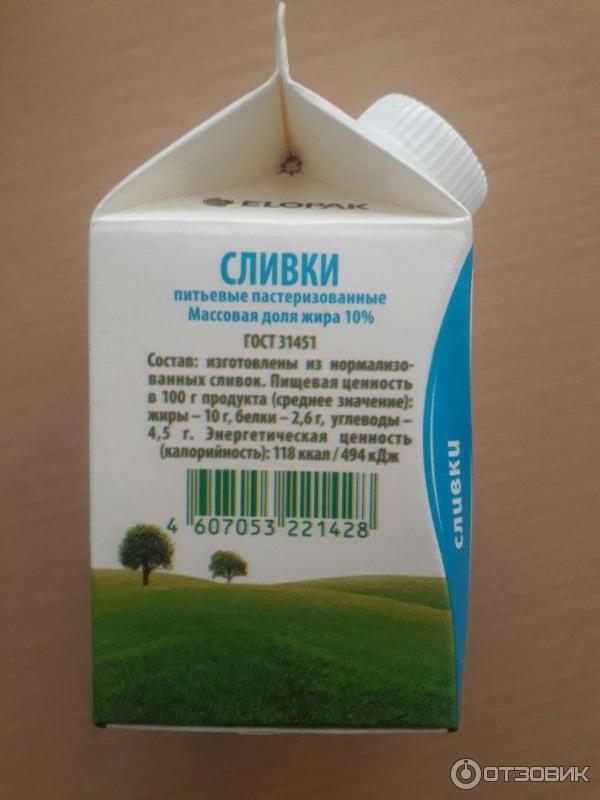 ELOPAK
СЛИВКИ
питьевые пастеризованные
Массовая доля жира 10%
ГОСТ 31451
Состав: изготовлены из нормализо-
ванных сливок. Пищевая ценность
в 100 г продукта (среднее значение):
жиры – 10 г, белки – 2,6 г, углеводы –
4,5 г. Энергетическая ценность
(калорийность): 118 ккал / 494 кДж
4 607053 221428
сливки
ОТЗОВИК